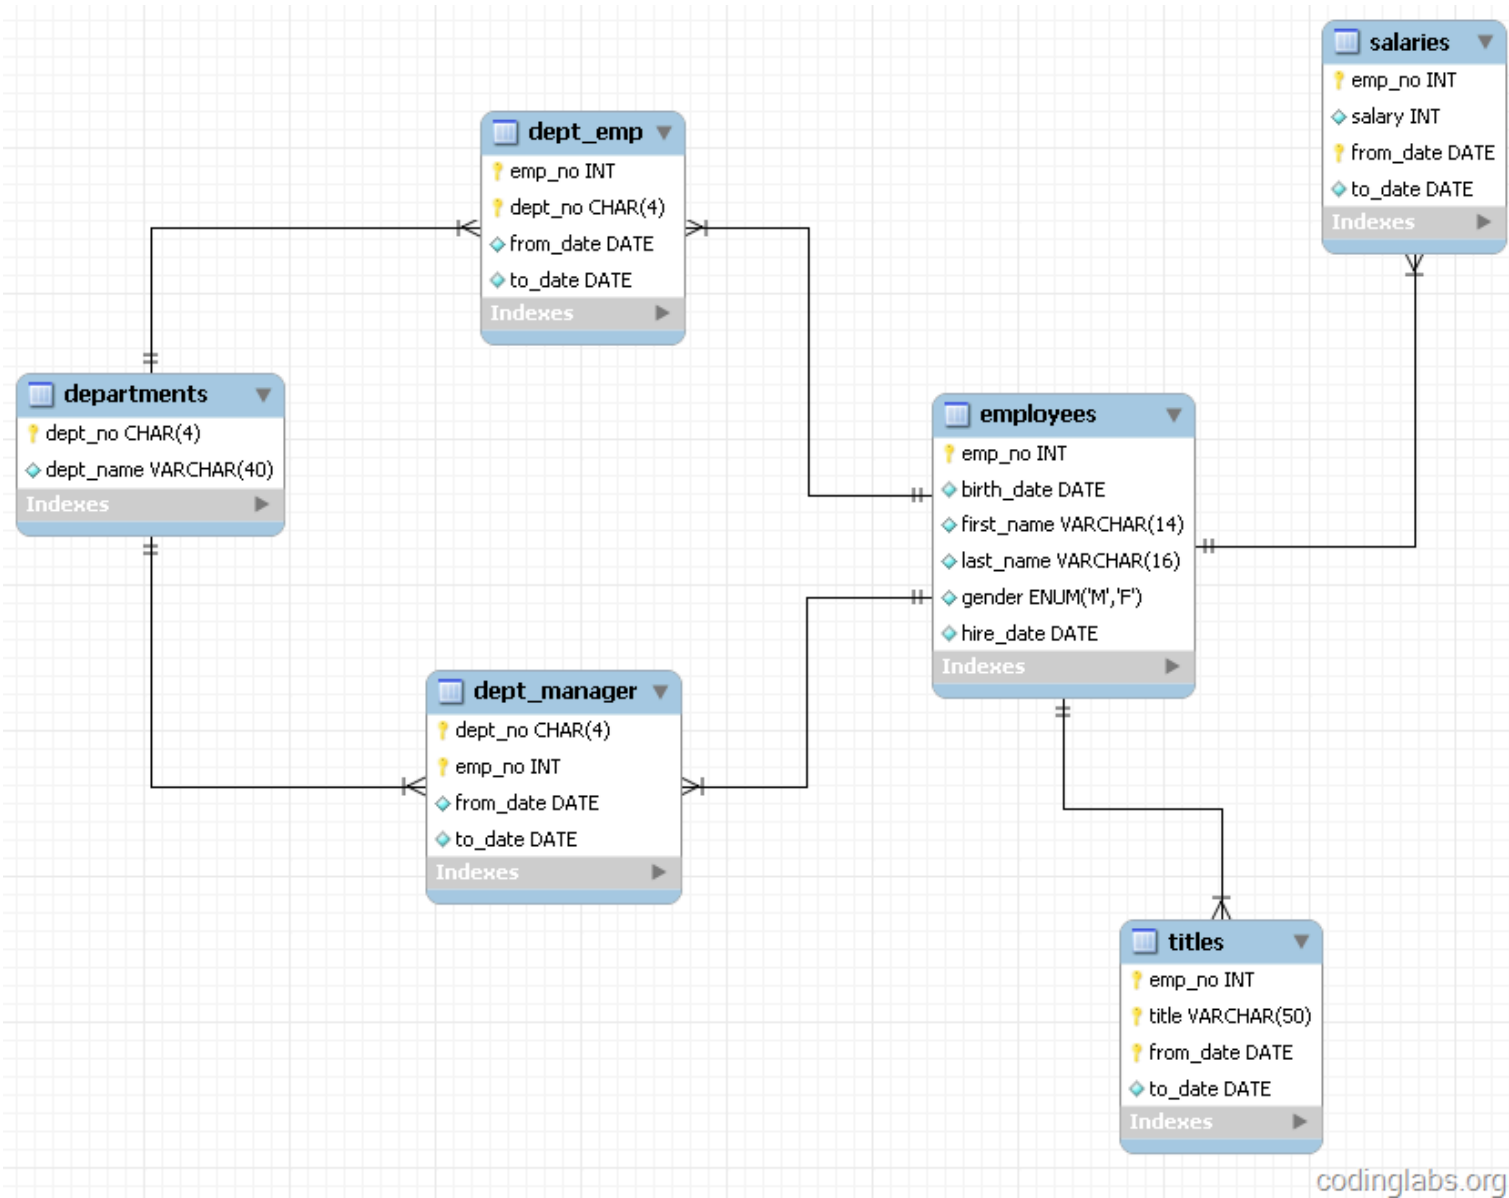 salaries
emp_no INT
salary INT
from_date DATE
to_date DATE
Indexes
dept_emp
emp_no INT
dept_no CHAR(4)
from_date DATE
to_date DATE
Indexes
departments
dept_no CHAR(4)
dept_name VARCHAR(40)
Indexes
employees
emp_no INT
birth_date DATE
first_name VARCHAR(14)
last_name VARCHAR(16)
gender ENUM('M','F')
hire_date DATE
Indexes
dept_manager
dept_no CHAR(4)
emp_no INT
from_date DATE
to_date DATE
Indexes
titles
emp_no INT
title VARCHAR(50)
from_date DATE
to_date DATE
Indexes
codinglabs.org